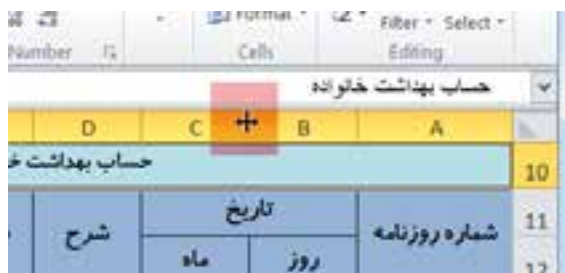 Format
Filter Select
Number Cells Editing
حساب بهداشت خانواده
A B C D
10 حساب بهداشت
11 شماره روزنامه تاریخ شرح
12 روز ماه